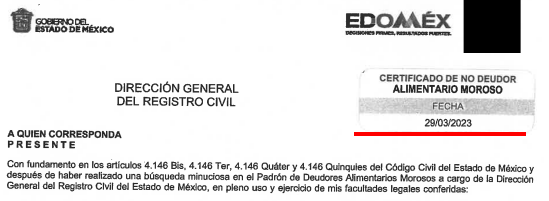 GOBIERNO DEL
ESTADO DE MÉXICO
EDOMÉX
DECISIONES FIRMES, RESULTADOS FUERTES.
DIRECCIÓN GENERAL
DEL REGISTRO CIVIL
CERTIFICADO DE NO DEUDOR
ALIMENTARIO MOROSO
FECHA
29/03/2023
A QUIEN CORRESPONDA
P R E S E N T E
Con fundamento en los artículos 4.146 Bis, 4.146 Ter, 4.146 Quáter y 4.146 Quinquies del Código Civil del Estado de México y
después de haber realizado una búsqueda minuciosa en el Padrón de Deudores Alimentarios Morosos a cargo de la Dirección
General del Registro Civil del Estado de México, en pleno uso y ejercicio de mis facultades legales conferidas: